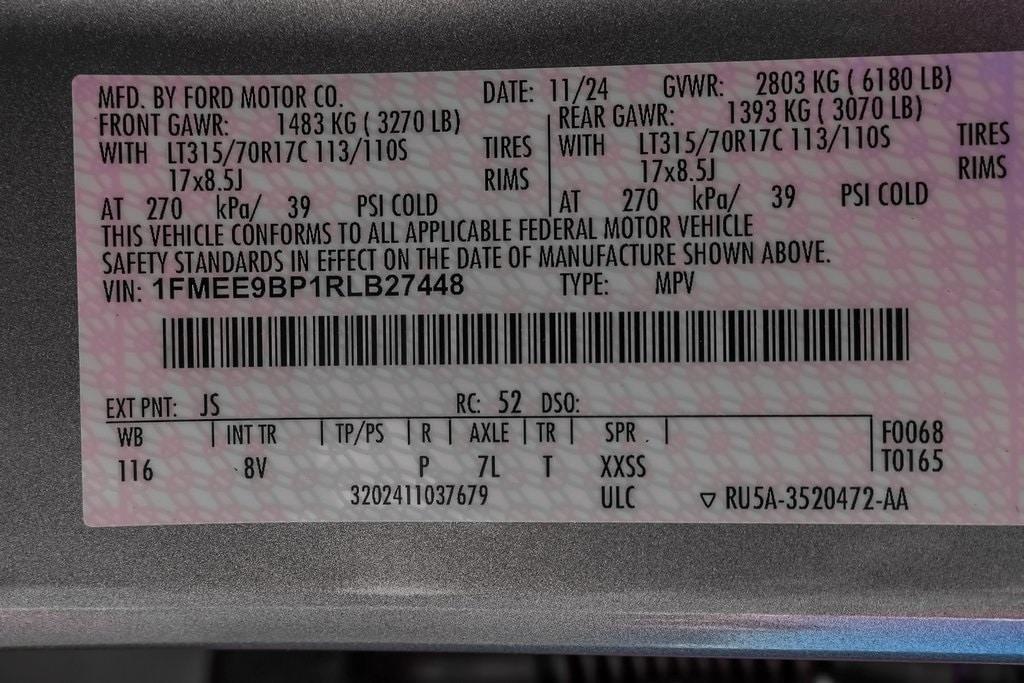 MFD. BY FORD MOTOR CO. DATE: 11/24 GVWR: 2803 KG ( 6180 LB)
FRONT GAWR: 1483 KG ( 3270 LB) REAR GAWR: 1393 KG ( 3070 LB)
WITH LT315/70R17C 113/110S TIRES WITH LT315/70R17C 113/110S TIRES
17x8.5J RIMS 17x8.5J RIMS
AT 270 kPa/ 39 PSI COLD AT 270 kPa/ 39 PSI COLD
THIS VEHICLE CONFORMS TO ALL APPLICABLE FEDERAL MOTOR VEHICLE
SAFETY STANDARDS IN EFFECT ON THE DATE OF MANUFACTURE SHOWN ABOVE.
VIN: 1FMEE9BP1RLB27448 TYPE: MPV
EXT PNT: JS RC: 52 DSO:
WB INT TR TP/PS R AXLE TR SPR F0068
116 8V P 7L T XXSS T0165
3202411037679 ULC ▽ RU5A-3520472-AA